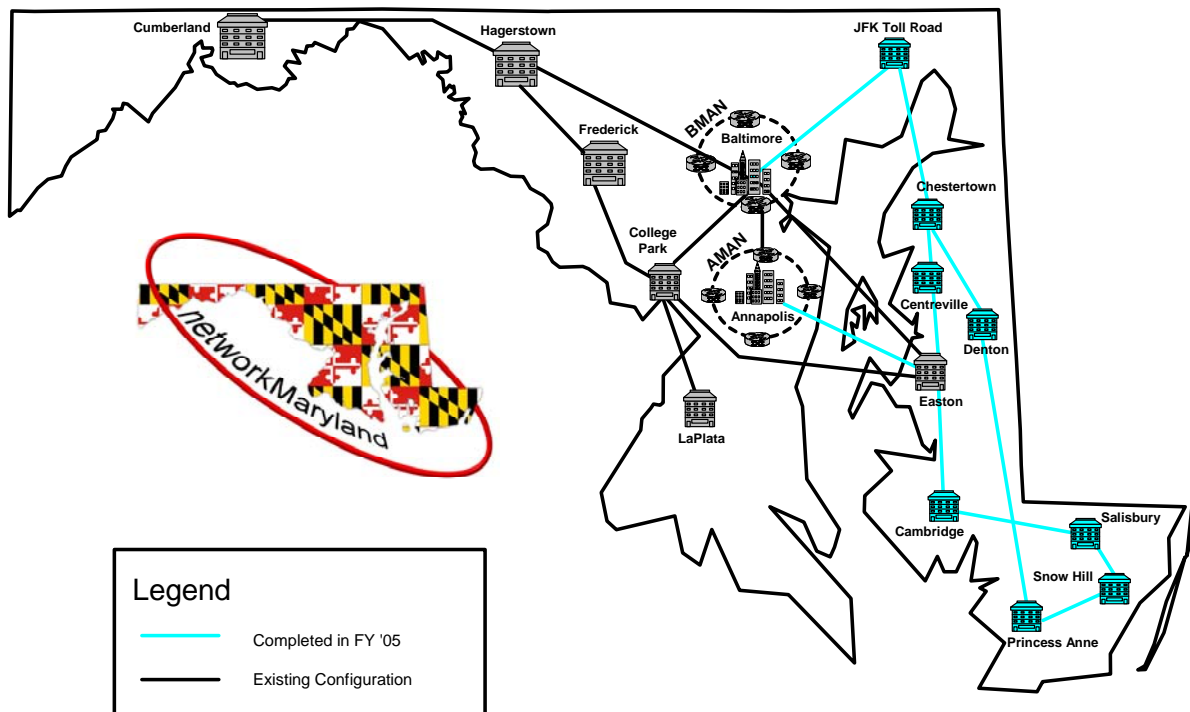 Cumberland
Hagerstown
JFK Toll Road
Frederick
BMAN
Baltimore
Chestertown
College
Park
AMAN
Annapolis
Centreville
Denton
networkMaryland
Easton
LaPlata
Cambridge
Salisbury
Snow Hill
Princess Anne
Legend
Completed in FY '05
Existing Configuration